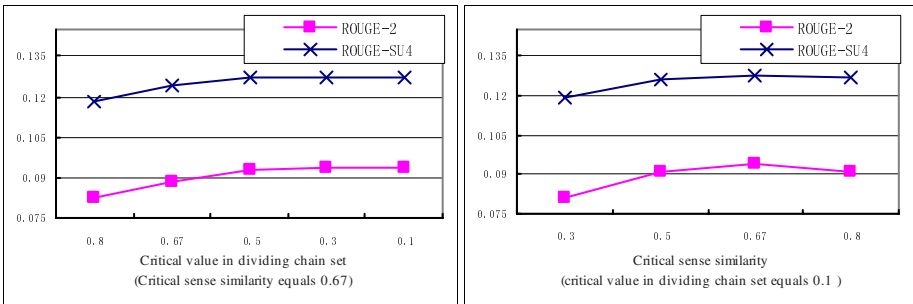 ROUGE-2
ROUGE-SU4
0.135
0.12
0.105
0.09
0.075
0.8 0.67 0.5 0.3 0.1
Critical value in dividing chain set
(Critical sense similarity equals 0.67)
ROUGE-2
ROUGE-SU4
0.135
0.12
0.105
0.09
0.075
0.3 0.5 0.67 0.8
Critical sense similarity
(critical value in dividing chain set equals 0.1 )